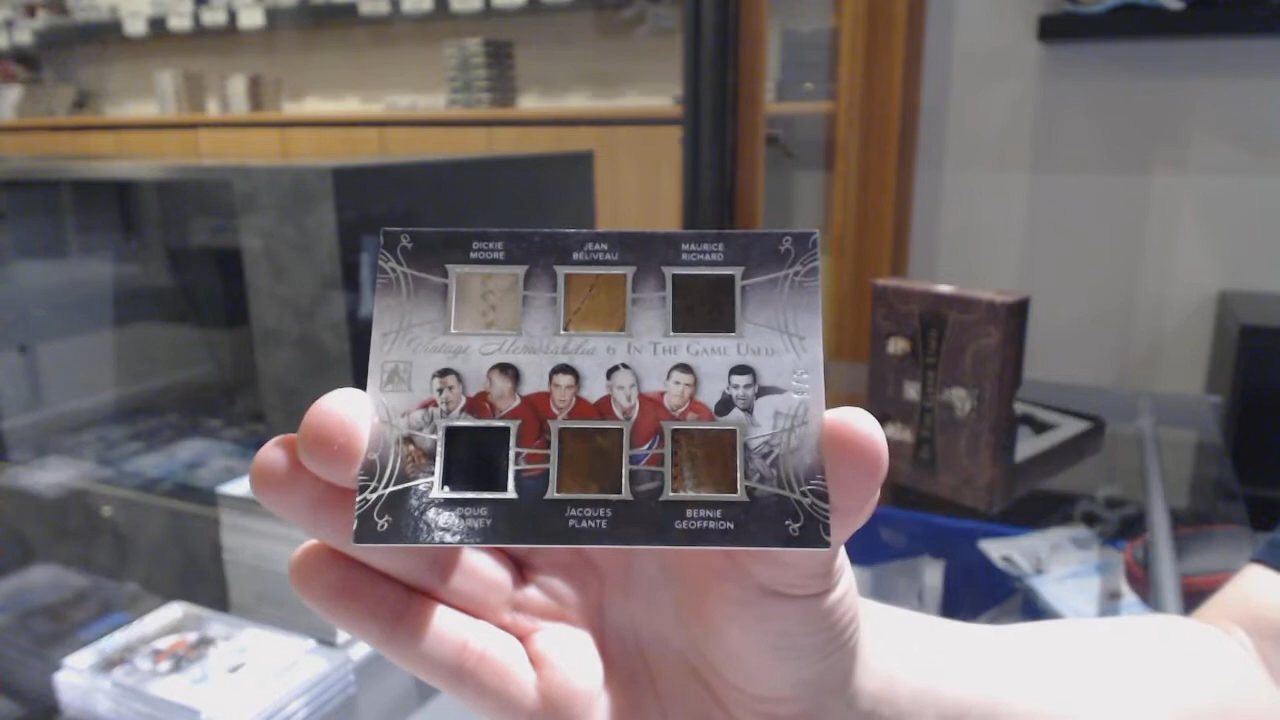 DICKIE
MOORE
JEAN
BÉLIVEAU
MAURICE
RICHARD
Vintage Memorabilia 6 IN THE GAME USED
DOUG
JACQUES
PLANTE
BERNIE
GEOFFRION